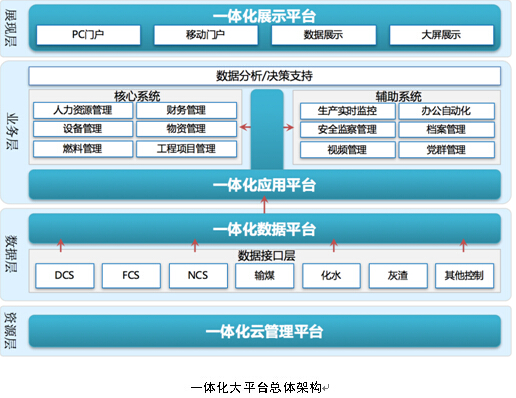 展现层
一体化展示平台
PC门户
移动门户
数据展示
大屏展示
业务层
数据分析/决策支持
核心系统
人力资源管理
财务管理
设备管理
物资管理
燃料管理
工程项目管理
辅助系统
生产实时监控
办公自动化
安全监察管理
档案管理
视频管理
党群管理
一体化应用平台
数据层
一体化数据平台
数据接口层
DCS
FCS
NCS
输煤
化水
灰渣
其他控制
资源层
一体化云管理平台
一体化大平台总体架构